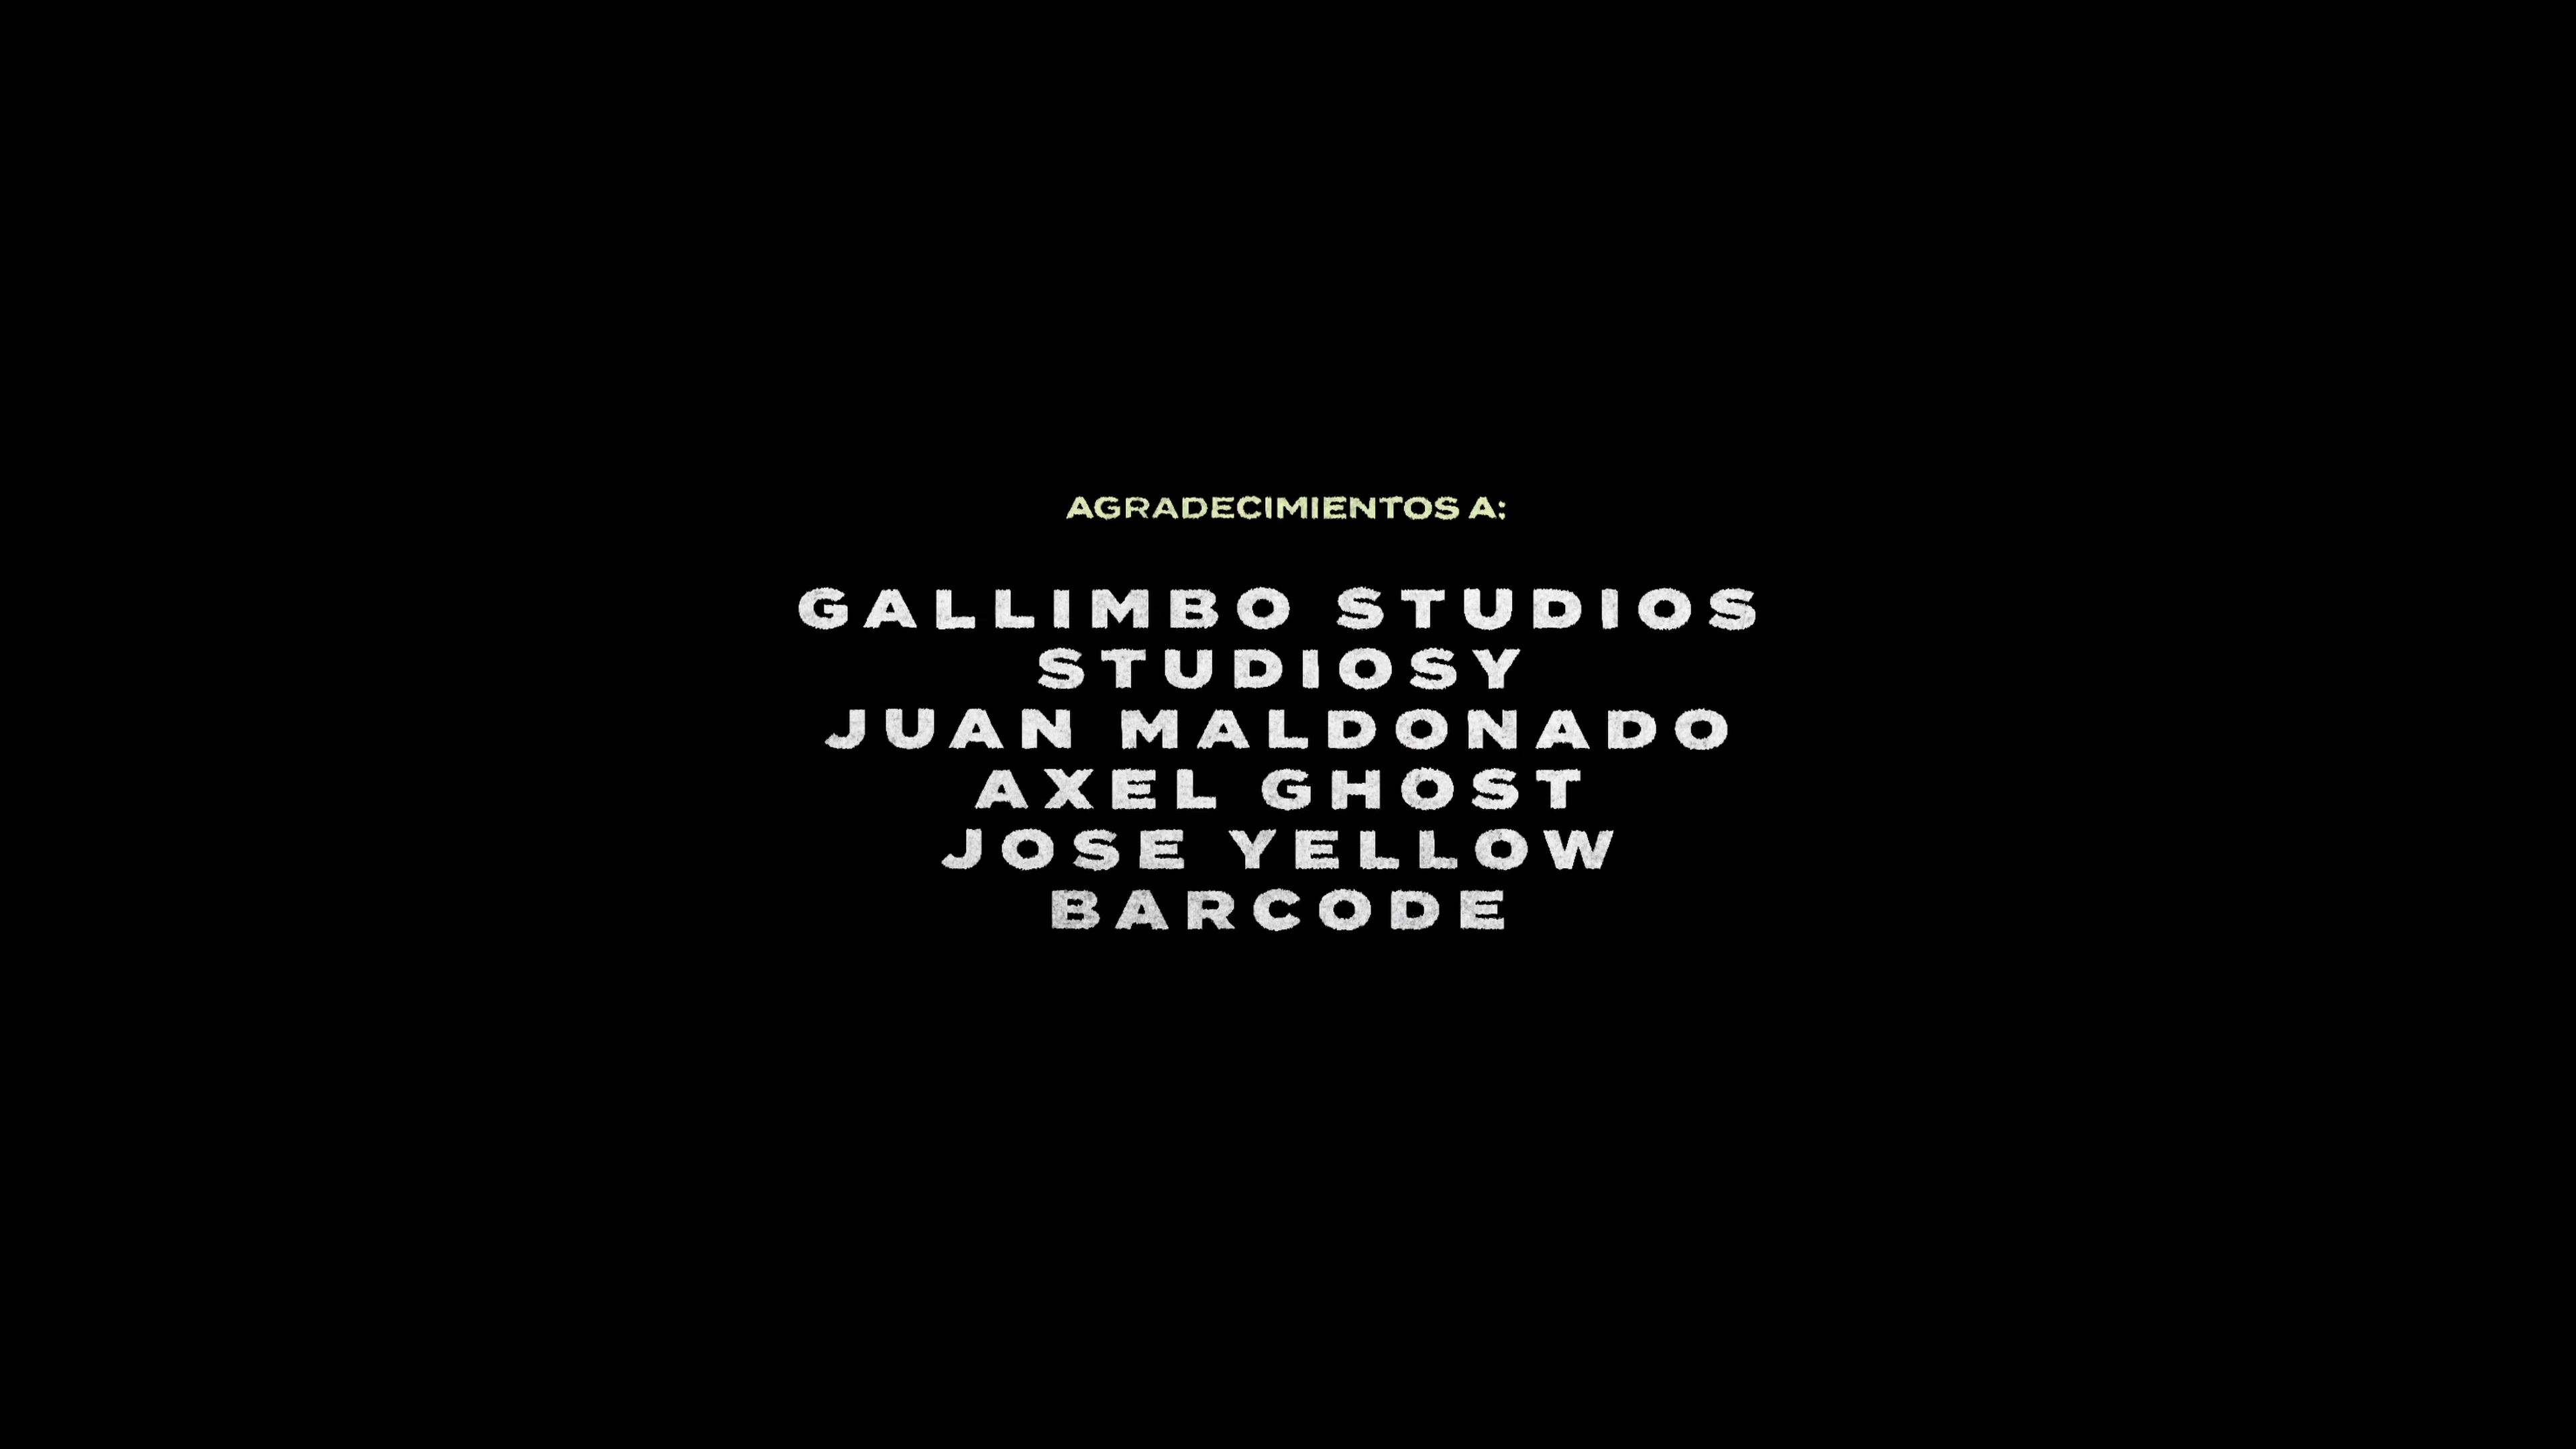 AGRADECIMIENTOS A:
GALLIMBO STUDIOS
STUDIOSY
JUAN MALDONADO
AXEL GHOST
JOSE YELLOW
BARCODE